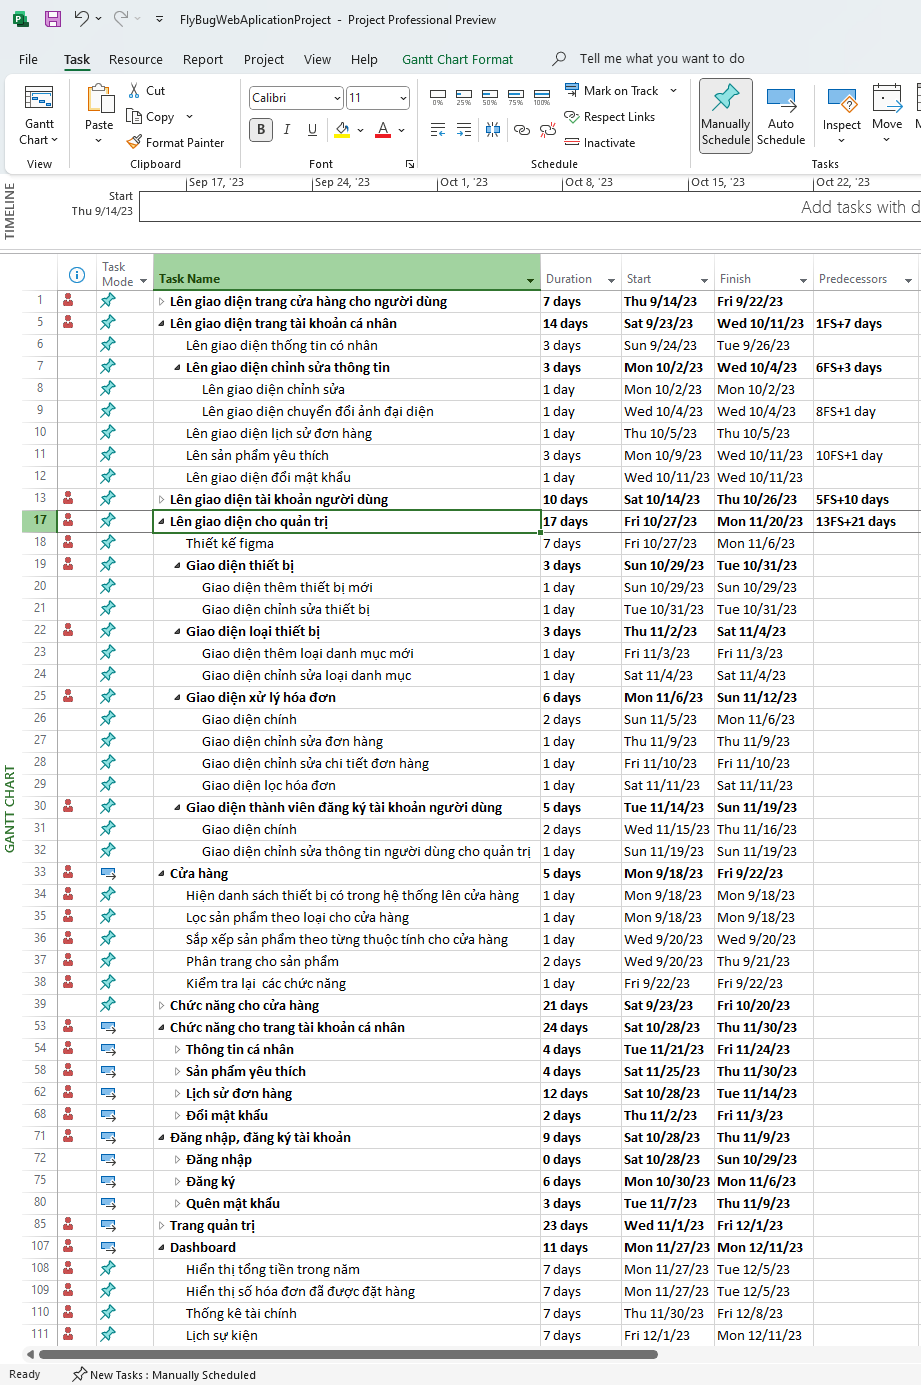 FlyBugWebAplicationProject - Project Professional Preview
File Task Resource Report Project View Help Gantt Chart Format Tell me what you want to do
Gantt Chart
View
Paste
Cut
Copy
Format Painter
Clipboard
Calibri 11
B I U A
Font
0% 25% 50% 75% 100%
Mark on Track
Respect Links
Inactivate
Schedule
Manually Schedule
Auto Schedule
Inspect
Move
Tasks
TIMELINE
Start
Thu 9/14/23
Sep 17, '23 Sep 24, '23 Oct 1, '23 Oct 8, '23 Oct 15, '23 Oct 22, '23
Add tasks with d
GANTT CHART
Task Mode Task Name Duration Start Finish Predecessors
1 Lên giao diện trang cửa hàng cho người dùng 7 days Thu 9/14/23 Fri 9/22/23
5 Lên giao diện trang tài khoản cá nhân 14 days Sat 9/23/23 Wed 10/11/23 1FS+7 days
6 Lên giao diện thống tin có nhân 3 days Sun 9/24/23 Tue 9/26/23
7 Lên giao diện chỉnh sửa thông tin 3 days Mon 10/2/23 Wed 10/4/23 6FS+3 days
8 Lên giao diện chỉnh sửa 1 day Mon 10/2/23 Mon 10/2/23
9 Lên giao diện chuyển đổi ảnh đại diện 1 day Wed 10/4/23 Wed 10/4/23 8FS+1 day
10 Lên giao diện lịch sử đơn hàng 1 day Thu 10/5/23 Thu 10/5/23
11 Lên sản phẩm yêu thích 3 days Mon 10/9/23 Wed 10/11/23 10FS+1 day
12 Lên giao diện đổi mật khẩu 1 day Wed 10/11/23 Wed 10/11/23
13 Lên giao diện tài khoản người dùng 10 days Sat 10/14/23 Thu 10/26/23 5FS+10 days
17 Lên giao diện cho quản trị 17 days Fri 10/27/23 Mon 11/20/23 13FS+21 days
18 Thiết kế figma 7 days Fri 10/27/23 Mon 11/6/23
19 Giao diện thiết bị 3 days Sun 10/29/23 Tue 10/31/23
20 Giao diện thêm thiết bị mới 1 day Sun 10/29/23 Sun 10/29/23
21 Giao diện chỉnh sửa thiết bị 1 day Tue 10/31/23 Tue 10/31/23
22 Giao diện loại thiết bị 3 days Thu 11/2/23 Sat 11/4/23
23 Giao diện thêm loại danh mục mới 1 day Fri 11/3/23 Fri 11/3/23
24 Giao diện chỉnh sửa loại danh mục 1 day Sat 11/4/23 Sat 11/4/23
25 Giao diện xử lý hóa đơn 6 days Mon 11/6/23 Sun 11/12/23
26 Giao diện chính 2 days Sun 11/5/23 Mon 11/6/23
27 Giao diện chỉnh sửa đơn hàng 1 day Thu 11/9/23 Thu 11/9/23
28 Giao diện chỉnh sửa chi tiết đơn hàng 1 day Fri 11/10/23 Fri 11/10/23
29 Giao diện lọc hóa đơn 1 day Sat 11/11/23 Sat 11/11/23
30 Giao diện thành viên đăng ký tài khoản người dùng 5 days Tue 11/14/23 Sun 11/19/23
31 Giao diện chính 2 days Wed 11/15/23 Thu 11/16/23
32 Giao diện chỉnh sửa thông tin người dùng cho quản trị 1 day Sun 11/19/23 Sun 11/19/23
33 Cửa hàng 5 days Mon 9/18/23 Fri 9/22/23
34 Hiện danh sách thiết bị có trong hệ thống lên cửa hàng 1 day Mon 9/18/23 Mon 9/18/23
35 Lọc sản phẩm theo loại cho cửa hàng 1 day Mon 9/18/23 Mon 9/18/23
36 Sắp xếp sản phẩm theo từng thuộc tính cho cửa hàng 1 day Wed 9/20/23 Wed 9/20/23
37 Phân trang cho sản phẩm 2 days Wed 9/20/23 Thu 9/21/23
38 Kiểm tra lại các chức năng 1 day Fri 9/22/23 Fri 9/22/23
39 Chức năng cho cửa hàng 21 days Sat 9/23/23 Fri 10/20/23
53 Chức năng cho trang tài khoản cá nhân 24 days Sat 10/28/23 Thu 11/30/23
54 Thông tin cá nhân 4 days Tue 11/21/23 Fri 11/24/23
58 Sản phẩm yêu thích 4 days Sat 11/25/23 Thu 11/30/23
62 Lịch sử đơn hàng 12 days Sat 10/28/23 Tue 11/14/23
68 Đổi mật khẩu 2 days Thu 11/2/23 Fri 11/3/23
71 Đăng nhập, đăng ký tài khoản 9 days Sat 10/28/23 Thu 11/9/23
72 Đăng nhập 0 days Sat 10/28/23 Sun 10/29/23
75 Đăng ký 6 days Mon 10/30/23 Mon 11/6/23
80 Quên mật khẩu 3 days Tue 11/7/23 Thu 11/9/23
85 Trang quản trị 23 days Wed 11/1/23 Fri 12/1/23
107 Dashboard 11 days Mon 11/27/23 Mon 12/11/23
108 Hiển thị tổng tiền trong năm 7 days Mon 11/27/23 Tue 12/5/23
109 Hiển thị số hóa đơn đã được đặt hàng 7 days Mon 11/27/23 Tue 12/5/23
110 Thống kê tài chính 7 days Thu 11/30/23 Fri 12/8/23
111 Lịch sự kiện 7 days Fri 12/1/23 Mon 12/11/23
Ready New Tasks : Manually Scheduled